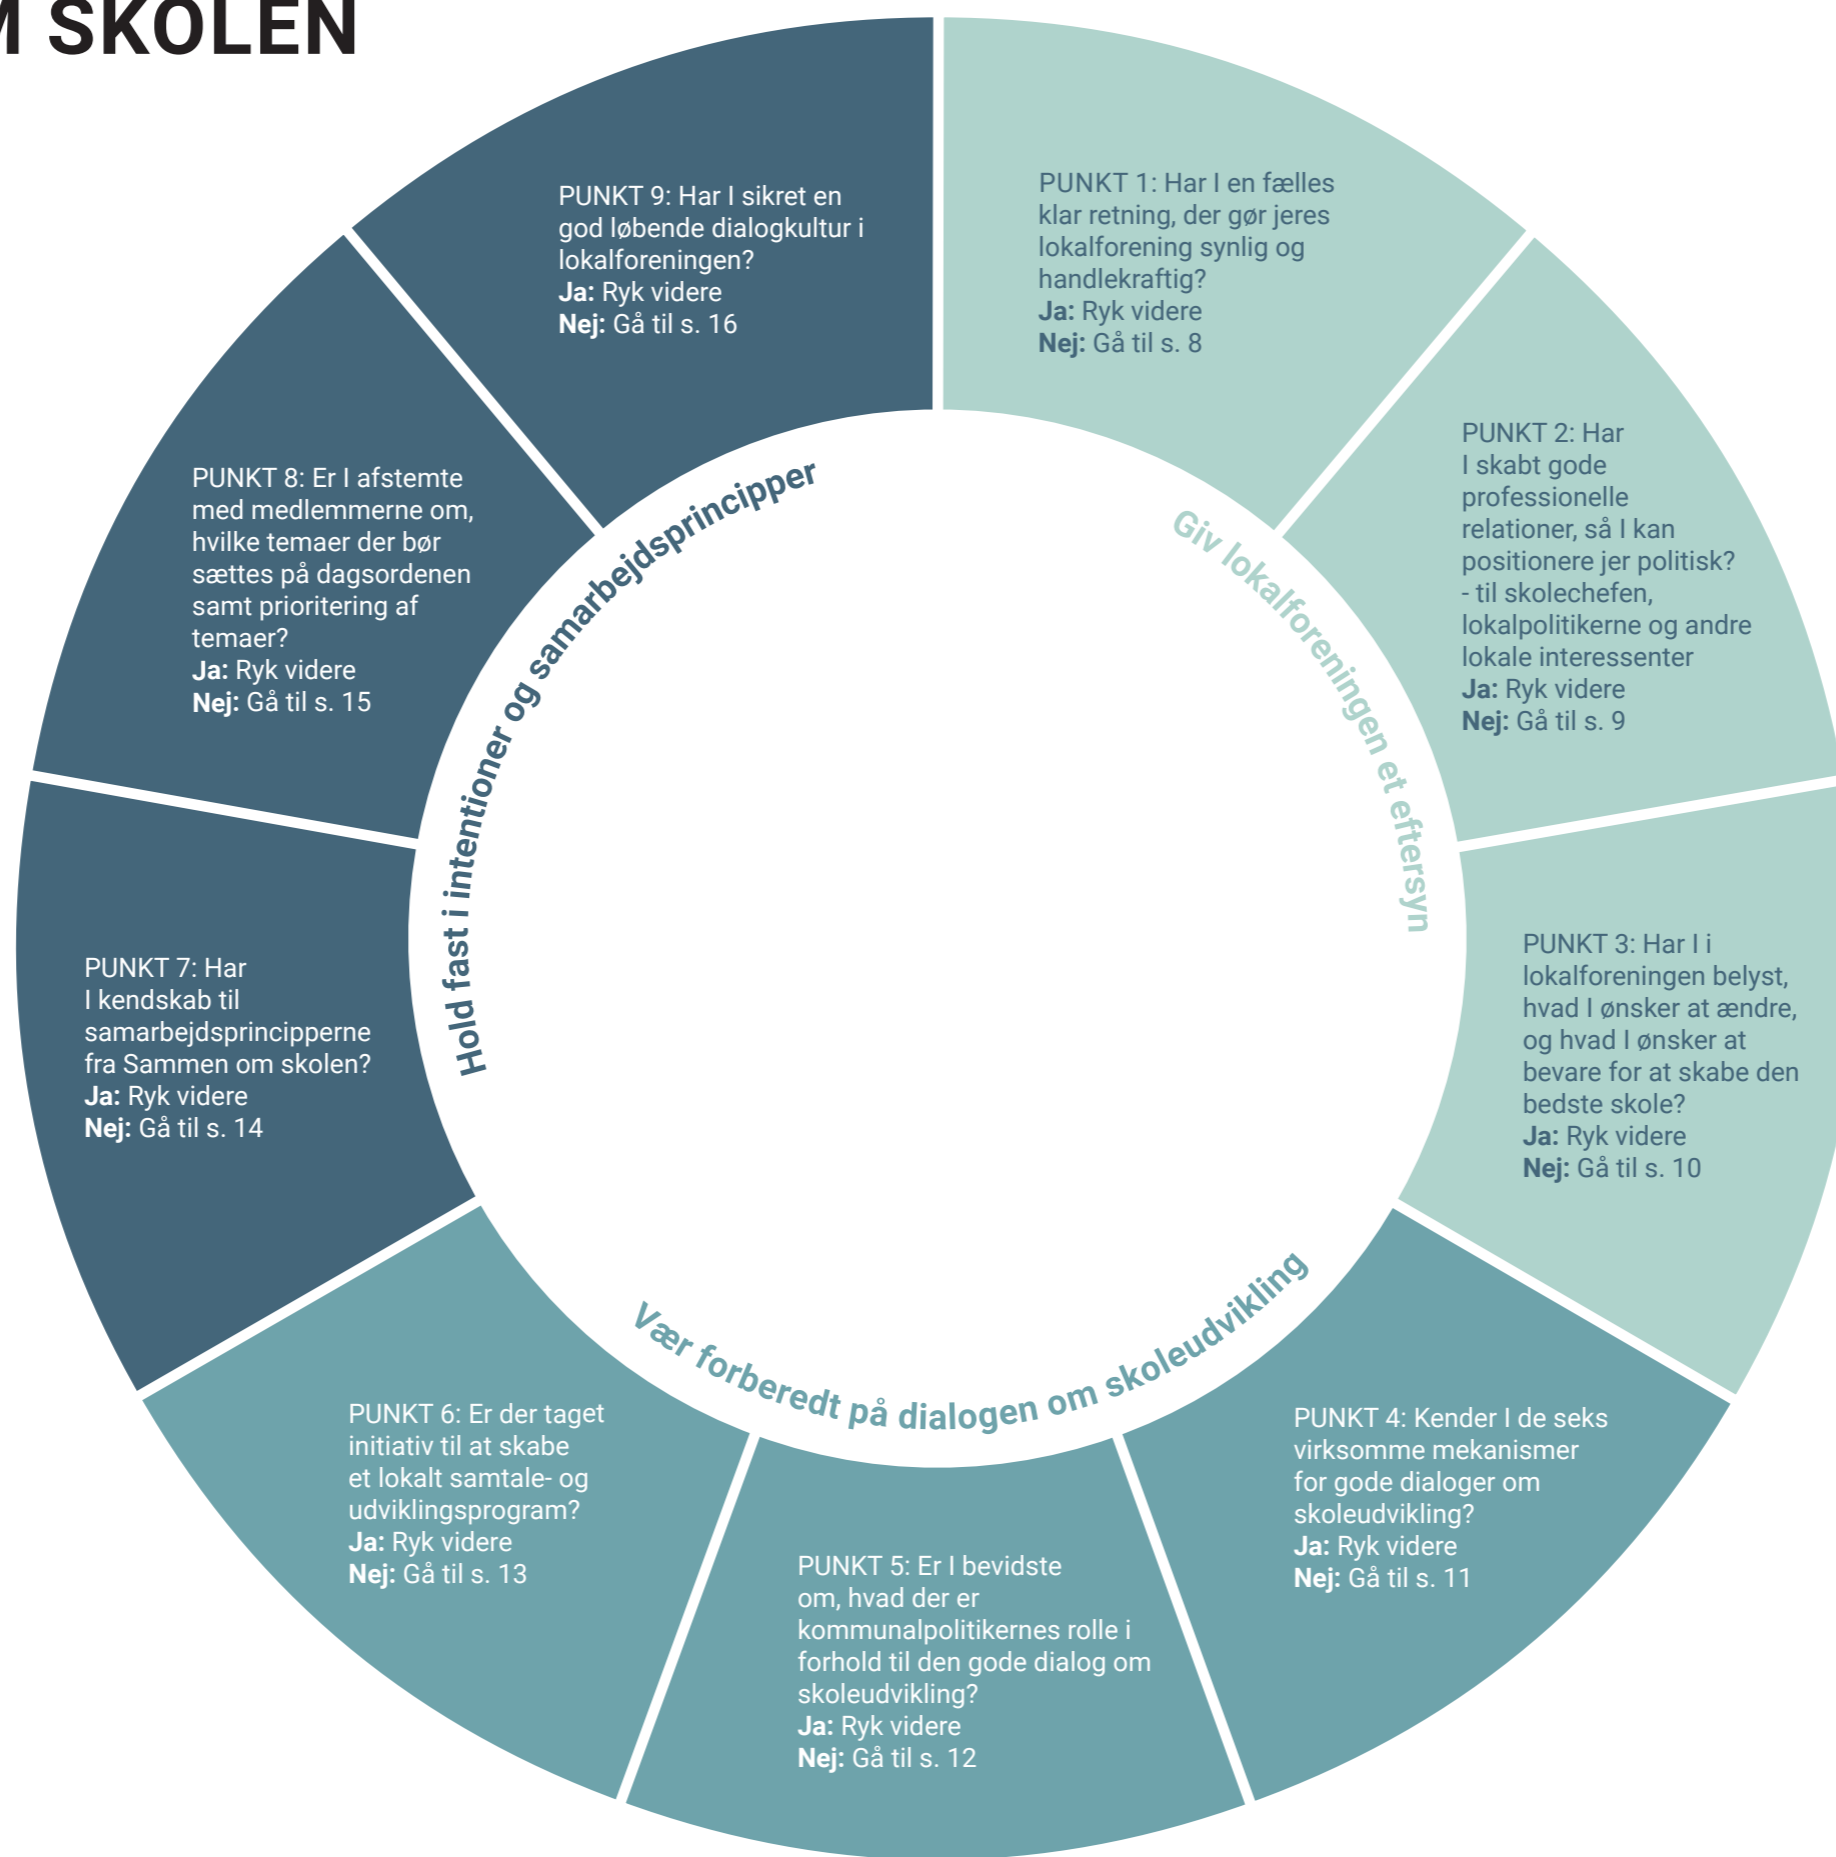 M SKOLEN
PUNKT 1: Har I en fælles
klar retning, der gør jeres
lokalforening synlig og
handlekraftig?
Ja: Ryk videre
Nej: Gå til s. 8
PUNKT 2: Har
I skabt gode
professionelle
relationer, så I kan
positionere jer politisk?
- til skolechefen,
lokalpolitikerne og andre
lokale interessenter
Ja: Ryk videre
Nej: Gå til s. 9
PUNKT 3: Har I i
lokalforeningen belyst,
hvad I ønsker at ændre,
og hvad I ønsker at
bevare for at skabe den
bedste skole?
Ja: Ryk videre
Nej: Gå til s. 10
Giv lokalforeningen et eftersyn
PUNKT 4: Kender I de seks
virksomme mekanismer
for gode dialoger om
skoleudvikling?
Ja: Ryk videre
Nej: Gå til s. 11
PUNKT 5: Er I bevidste
om, hvad der er
kommunalpolitikernes rolle i
forhold til den gode dialog om
skoleudvikling?
Ja: Ryk videre
Nej: Gå til s. 12
PUNKT 6: Er der taget
initiativ til at skabe
et lokalt samtale- og
udviklingsprogram?
Ja: Ryk videre
Nej: Gå til s. 13
Vær forberedt på dialogen om skoleudvikling
PUNKT 7: Har
I kendskab til
samarbejdsprincipperne
fra Sammen om skolen?
Ja: Ryk videre
Nej: Gå til s. 14
PUNKT 8: Er I afstemte
med medlemmerne om,
hvilke temaer der bør
sættes på dagsordenen
samt prioritering af
temaer?
Ja: Ryk videre
Nej: Gå til s. 15
PUNKT 9: Har I sikret en
god løbende dialogkultur i
lokalforeningen?
Ja: Ryk videre
Nej: Gå til s. 16
Hold fast i intentioner og samarbejdsprincipper